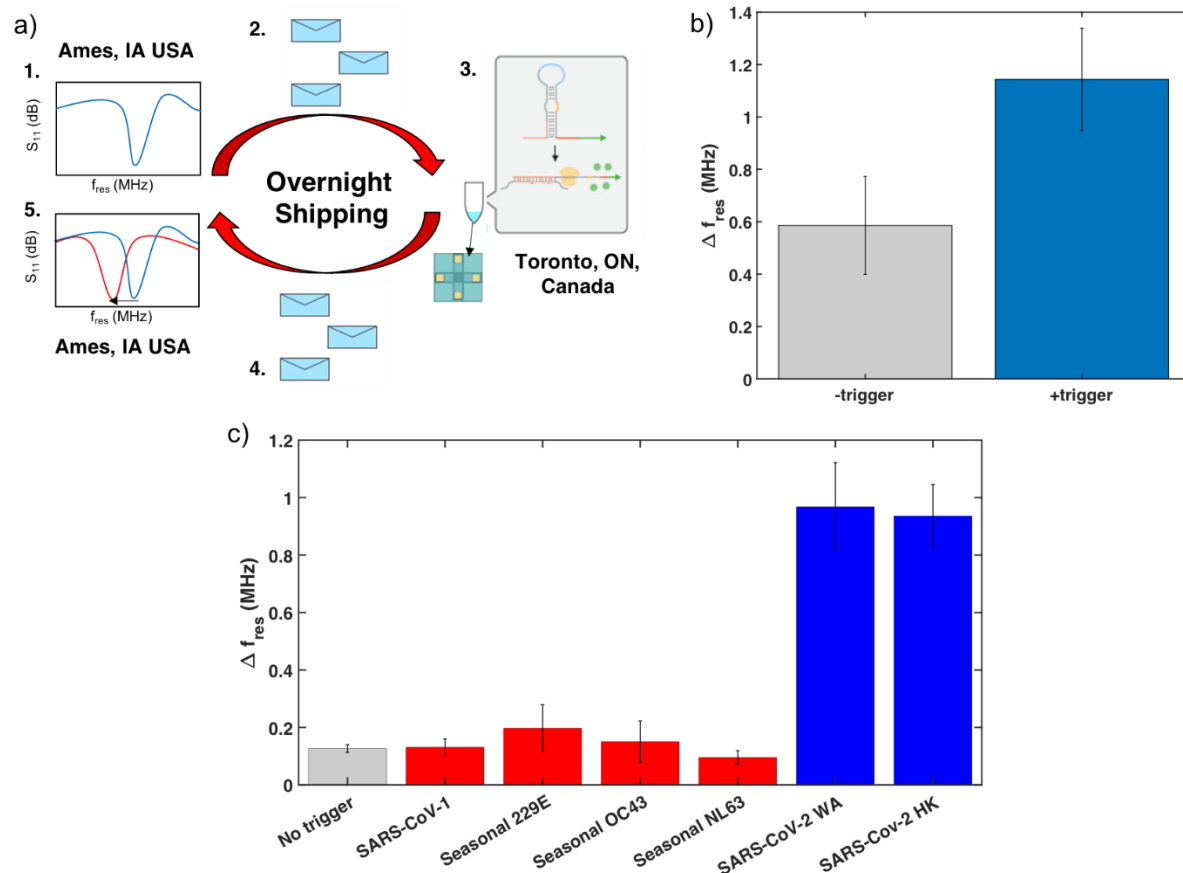 a)
Ames, IA USA
1.
S11 (dB)
fres (MHz)
5.
S11 (dB)
fres (MHz)
Ames, IA USA
2.
Overnight
Shipping
4.
3.
Toronto, ON,
Canada
b)
Δ fres (MHz)
1.4
1.2
1
0.8
0.6
0.4
0.2
0
-trigger
+trigger
c)
Δ fres (MHz)
1.2
1
0.8
0.6
0.4
0.2
0
No trigger
SARS-CoV-1
Seasonal 229E
Seasonal OC43
Seasonal NL63
SARS-CoV-2 WA
SARS-Cov-2 HK